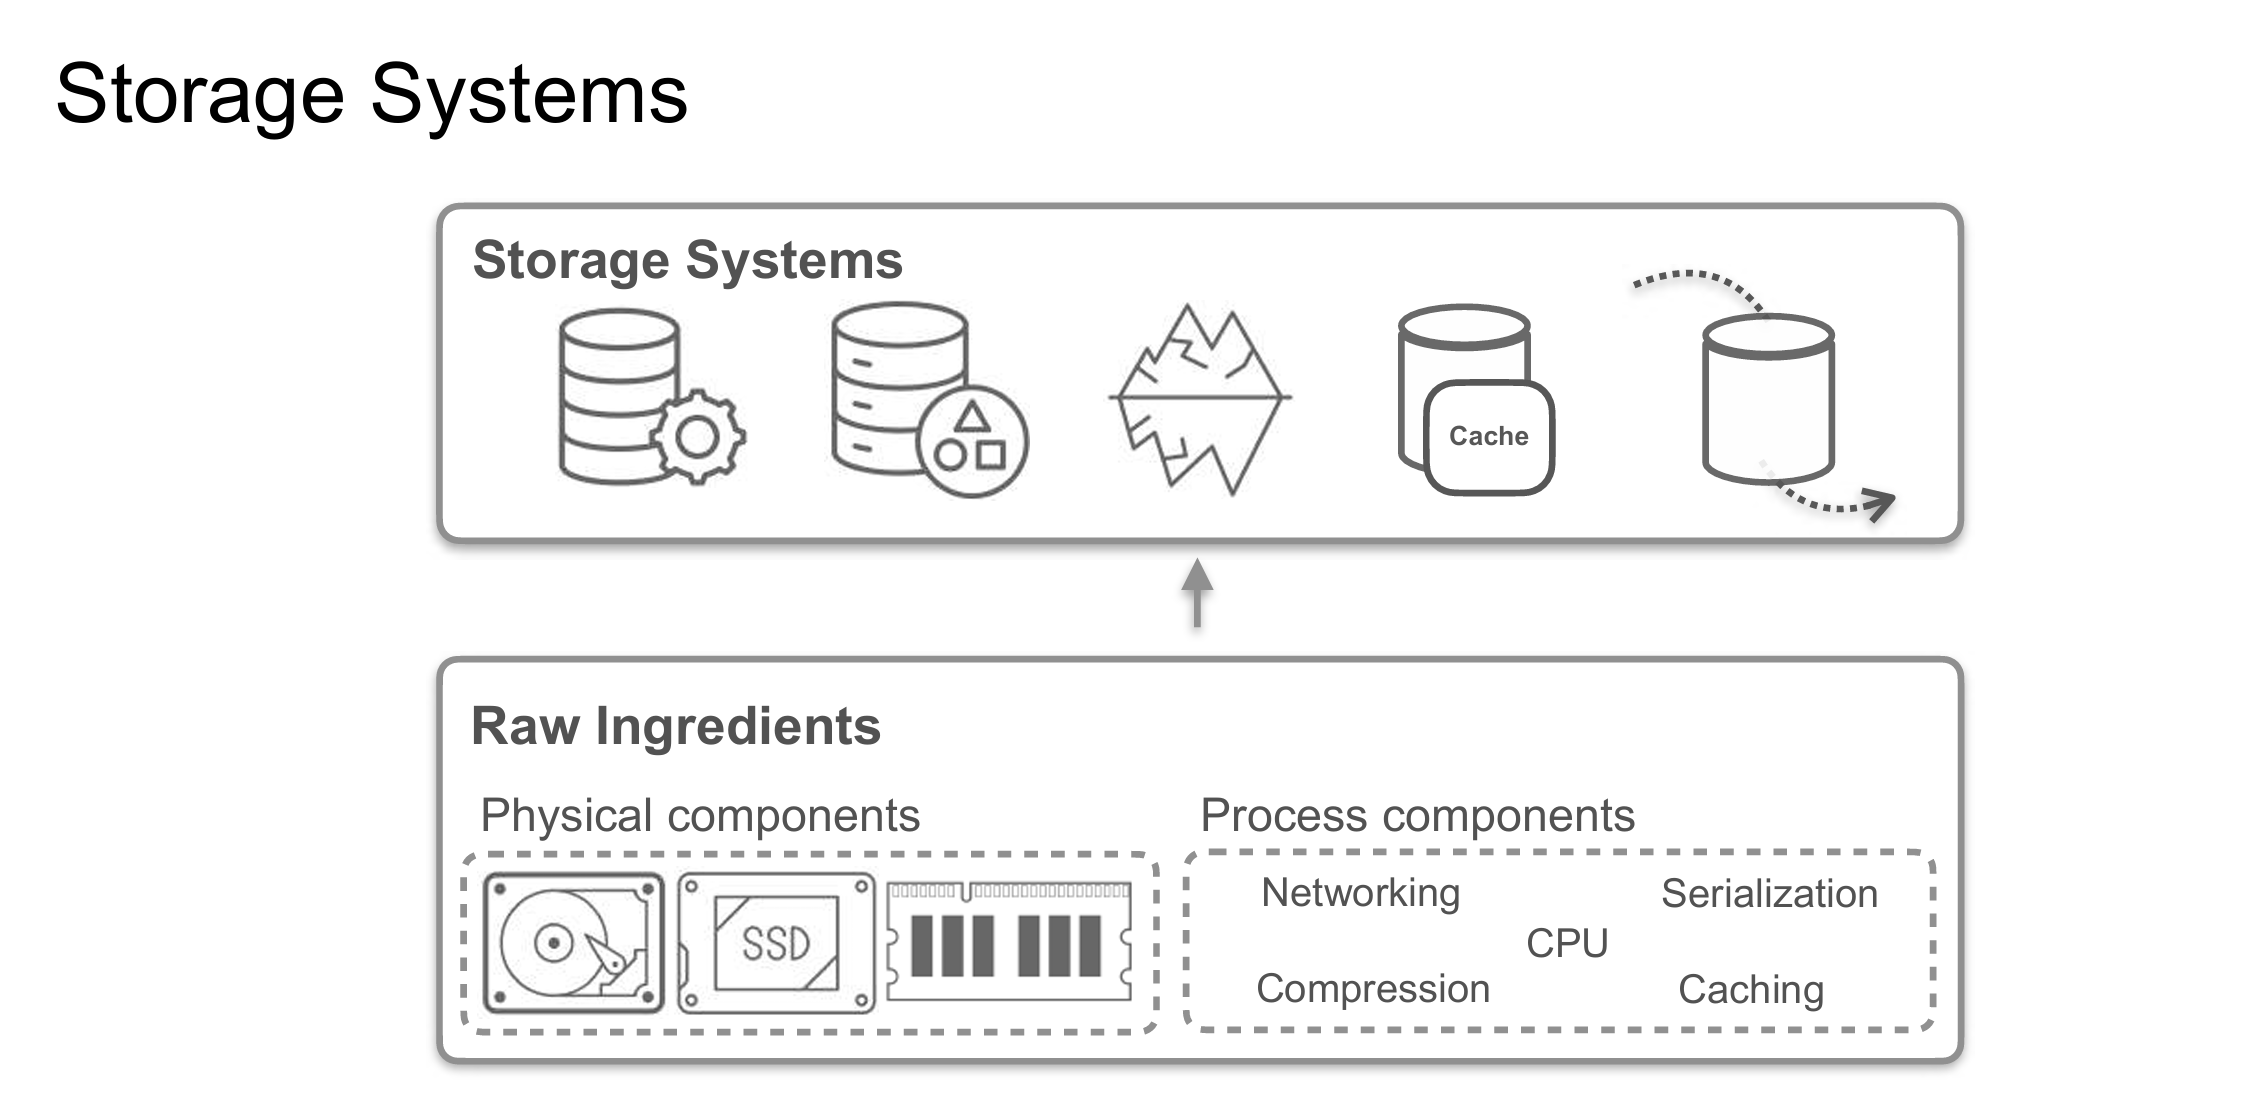 Storage Systems
Storage Systems
Cache
Raw Ingredients
Physical components
Process components
SSD
Networking
Serialization
CPU
Compression
Caching